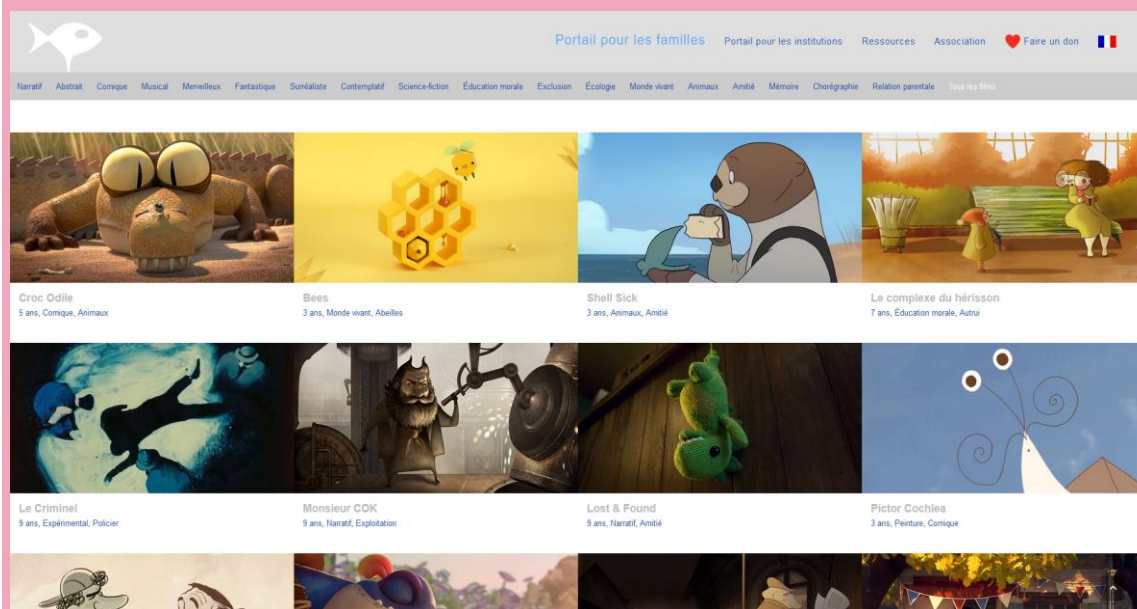 Portail pour les familles Portail pour les institutions Ressources Association Faire un don
Narratif Abstrait Comique Musical Merveilleux Fantastique Surréaliste Contemplatif Science-fiction Éducation morale Exclusion Écologie Monde vivant Animaux Amitié Mémoire Chorégraphie Relation parentale Tous les films
Croc Odile Bees Shell Sick Le complexe du hérisson
5 ans, Comique, Animaux 3 ans, Monde vivant, Abeilles 3 ans, Animaux, Amitié 7 ans, Éducation morale, Autrui
Le Criminel Monsieur COK Lost & Found Pictor Cochlea
9 ans, Expérimental, Policier 9 ans, Narratif, Exploitation 9 ans, Narratif, Amitié 3 ans, Peinture, Comique